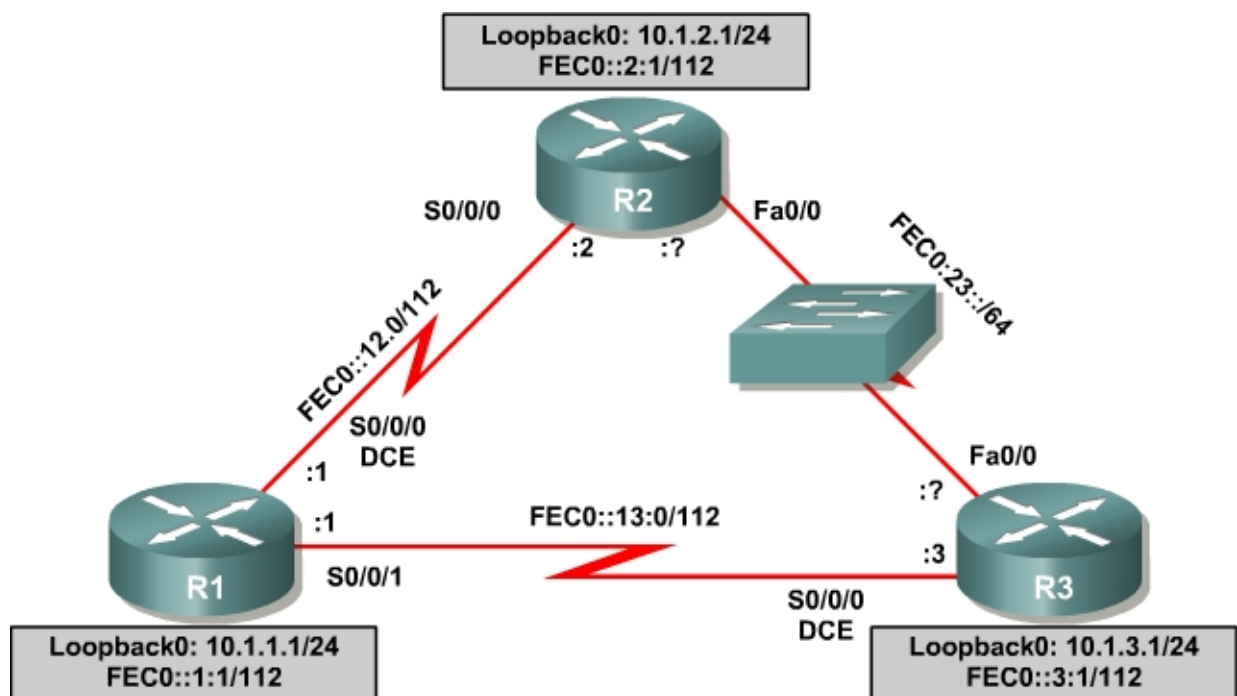 Loopback0: 10.1.2.1/24
FEC0::2:1/112
R2
S0/0/0
Fa0/0
:2
:?
FEC0:23::/64
FEC0::12.0/112
S0/0/0
DCE
:1
Fa0/0
:?
:1
FEC0::13:0/112
:3
R1
S0/0/1
S0/0/0
DCE
R3
Loopback0: 10.1.1.1/24
FEC0::1:1/112
Loopback0: 10.1.3.1/24
FEC0::3:1/112